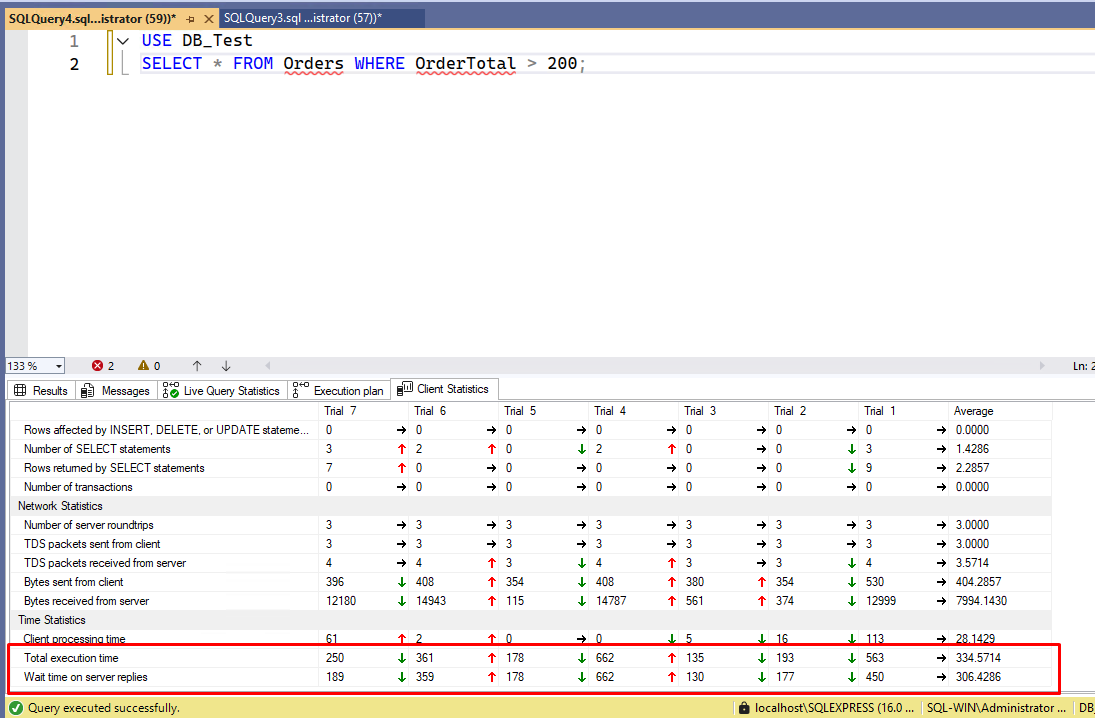 SQLQuery4.sql...istrator (59))* SQLQuery3.sql ...istrator (57))*
1 USE DB_Test
2 SELECT * FROM Orders WHERE OrderTotal > 200;
133 % 2 0 Ln: 2
Results Messages Live Query Statistics Execution plan Client Statistics
Trial 7 Trial 6 Trial 5 Trial 4 Trial 3 Trial 2 Trial 1 Average
Rows affected by INSERT, DELETE, or UPDATE stateme... 0 → 0 → 0 → 0 → 0 → 0 → 0 → 0.0000
Number of SELECT statements 3 ↑ 2 ↑ 0 ↓ 2 ↑ 0 → 0 ↓ 3 → 1.4286
Rows returned by SELECT statements 7 ↑ 0 → 0 → 0 → 0 → 0 ↓ 9 → 2.2857
Number of transactions 0 → 0 → 0 → 0 → 0 → 0 → 0 → 0.0000
Network Statistics
Number of server roundtrips 3 → 3 → 3 → 3 → 3 → 3 → 3 → 3.0000
TDS packets sent from client 3 → 3 → 3 → 3 → 3 → 3 → 3 → 3.0000
TDS packets received from server 4 → 4 ↑ 3 ↓ 4 ↑ 3 → 3 ↓ 4 → 3.5714
Bytes sent from client 396 ↓ 408 ↑ 354 ↓ 408 ↑ 380 ↑ 354 ↓ 530 → 404.2857
Bytes received from server 12180 ↓ 14943 ↑ 115 ↓ 14787 ↑ 561 ↑ 374 ↓ 12999 → 7994.1430
Time Statistics
Client processing time 61 ↑ 2 ↑ 0 → 0 ↓ 5 ↓ 16 ↓ 113 → 28.1429
Total execution time 250 ↓ 361 ↑ 178 ↓ 662 ↑ 135 ↓ 193 ↓ 563 → 334.5714
Wait time on server replies 189 ↓ 359 ↑ 178 ↓ 662 ↑ 130 ↓ 177 ↓ 450 → 306.4286
Query executed successfully. localhost\SQLEXPRESS (16.0 ... SQL-WIN\Administrator ... DB_